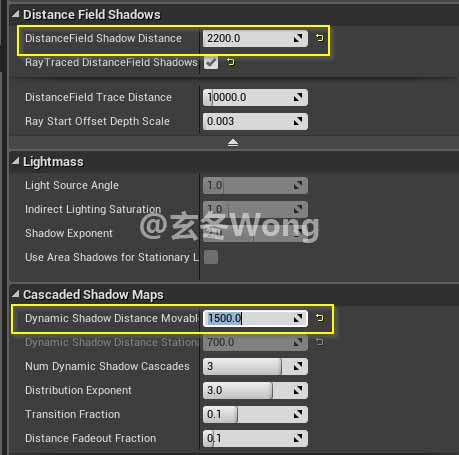 Distance Field Shadows
DistanceField Shadow Distance 2200.0
RayTraced DistanceField Shadows
DistanceField Trace Distance 10000.0
Ray Start Offset Depth Scale 0.003
Lightmass
Light Source Angle 1.0
Indirect Lighting Saturation 1.0
Shadow Exponent
@玄冬Wong
Use Area Shadows for Stationary L
Cascaded Shadow Maps
Dynamic Shadow Distance Movabl 1500.0
Dynamic Shadow Distance Station 700.0
Num Dynamic Shadow Cascades 3
Distribution Exponent 3.0
Transition Fraction 0.1
Distance Fadeout Fraction 0.1